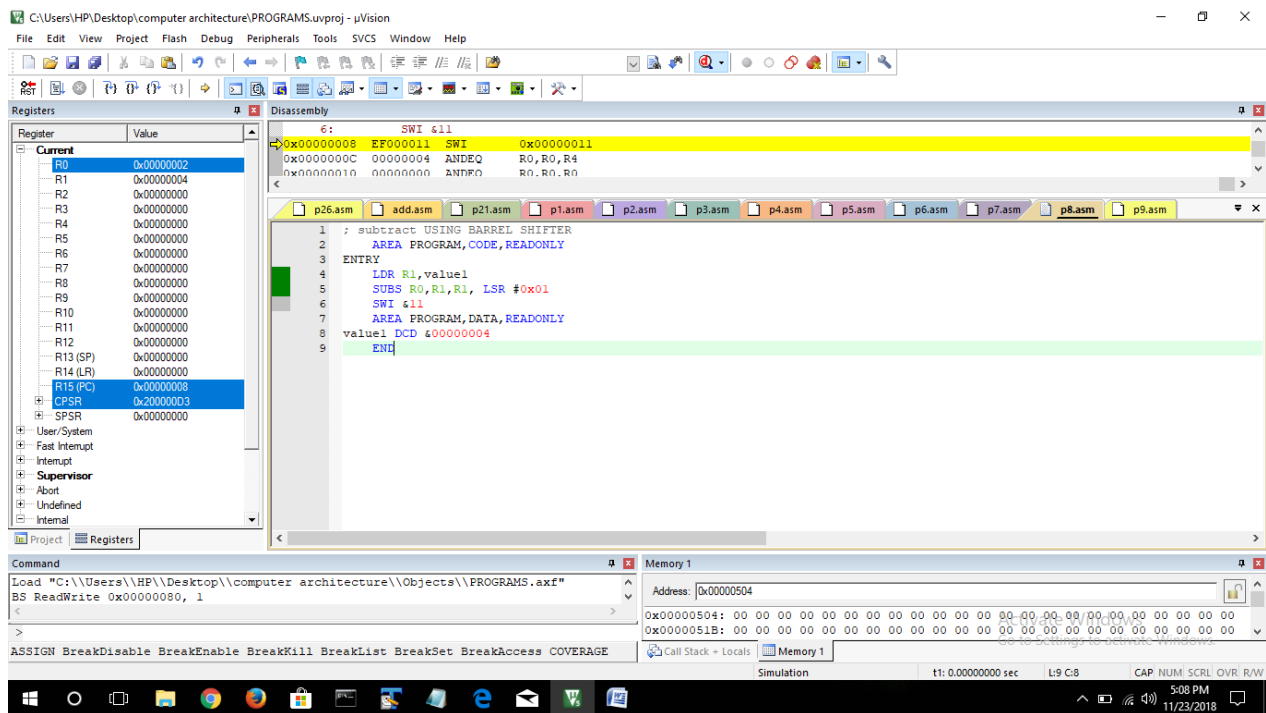 C:\Users\HP\Desktop\computer architecture\PROGRAMS.uvproj - µVision
File Edit View Project Flash Debug Peripherals Tools SVCS Window Help
Registers
Register Value
Current
R0 0x00000002
R1 0x00000004
R2 0x00000000
R3 0x00000000
R4 0x00000000
R5 0x00000000
R6 0x00000000
R7 0x00000000
R8 0x00000000
R9 0x00000000
R10 0x00000000
R11 0x00000000
R12 0x00000000
R13 (SP) 0x00000000
R14 (LR) 0x00000000
R15 (PC) 0x00000008
CPSR 0x200000D3
SPSR 0x00000000
User/System
Fast Interrupt
Interrupt
Supervisor
Abort
Undefined
Internal
Project Registers
Disassembly
6: SWI &11
0x00000008 EF000011 SWI 0x00000011
0x0000000C 00000004 ANDEQ R0,R0,R4
0x00000010 00000000 ANDEQ R0,R0,R0
p26.asm add.asm p21.asm p1.asm p2.asm p3.asm p4.asm p5.asm p6.asm p7.asm p8.asm p9.asm
1 ; subtract USING BARREL SHIFTER
2 AREA PROGRAM,CODE,READONLY
3 ENTRY
4 LDR R1,value1
5 SUBS R0,R1,R1, LSR #0x01
6 SWI &11
7 AREA PROGRAM,DATA,READONLY
8 value1 DCD &00000004
9 END
Command
Load "C:\\Users\\HP\\Desktop\\computer architecture\\Objects\\PROGRAMS.axf"
BS ReadWrite 0x00000080, 1
>
ASSIGN BreakDisable BreakEnable BreakKill BreakList BreakSet BreakAccess COVERAGE
Memory 1
Address: 0x00000504
0x00000504: 00 00 00 00 00 00 00 00 00 00 00 00 00 00 00 00 00 00 00 00 00 00 00
0x0000051B: 00 00 00 00 00 00 00 00 00 00 00 00 00 00 00 00 00 00 00 00 00 00 00
Activate Windows
Go to Settings to activate Windows.
Call Stack + Locals Memory 1
Simulation t1: 0.00000000 sec L:9 C:8 CAP NUM SCRL OVR R/W
5:08 PM
11/23/2018